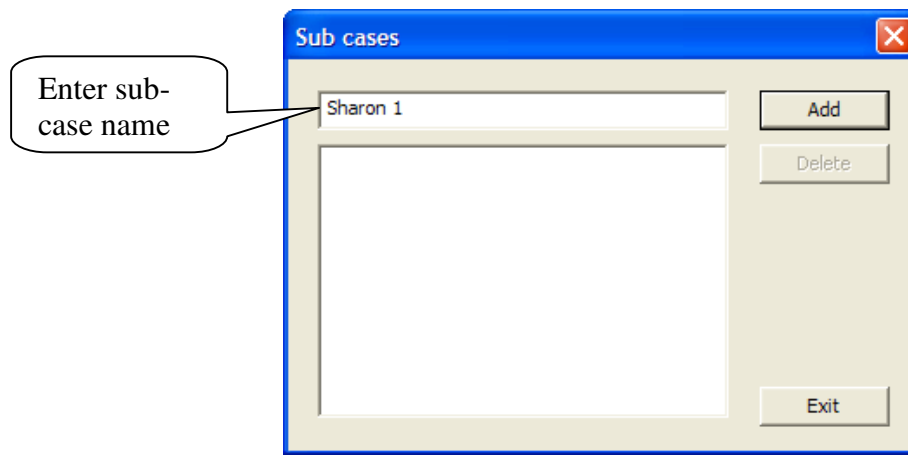 Sub cases
Enter sub-
case name
Sharon 1
Add
Delete
Exit